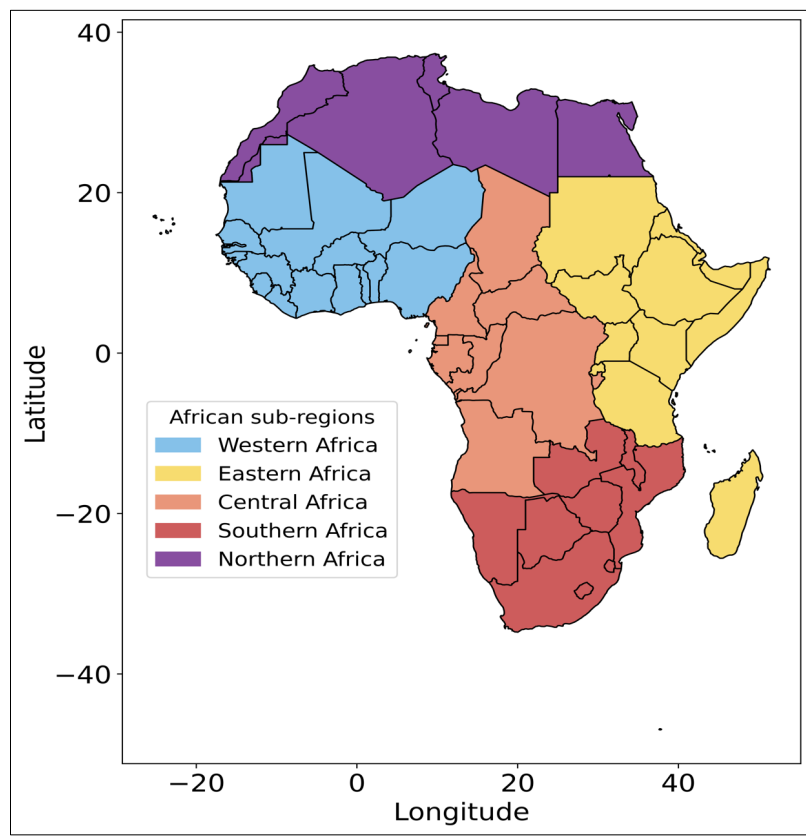 40
20
0
−20
−40
Latitude
African sub-regions
Western Africa
Eastern Africa
Central Africa
Southern Africa
Northern Africa
−20
0
20
40
Longitude